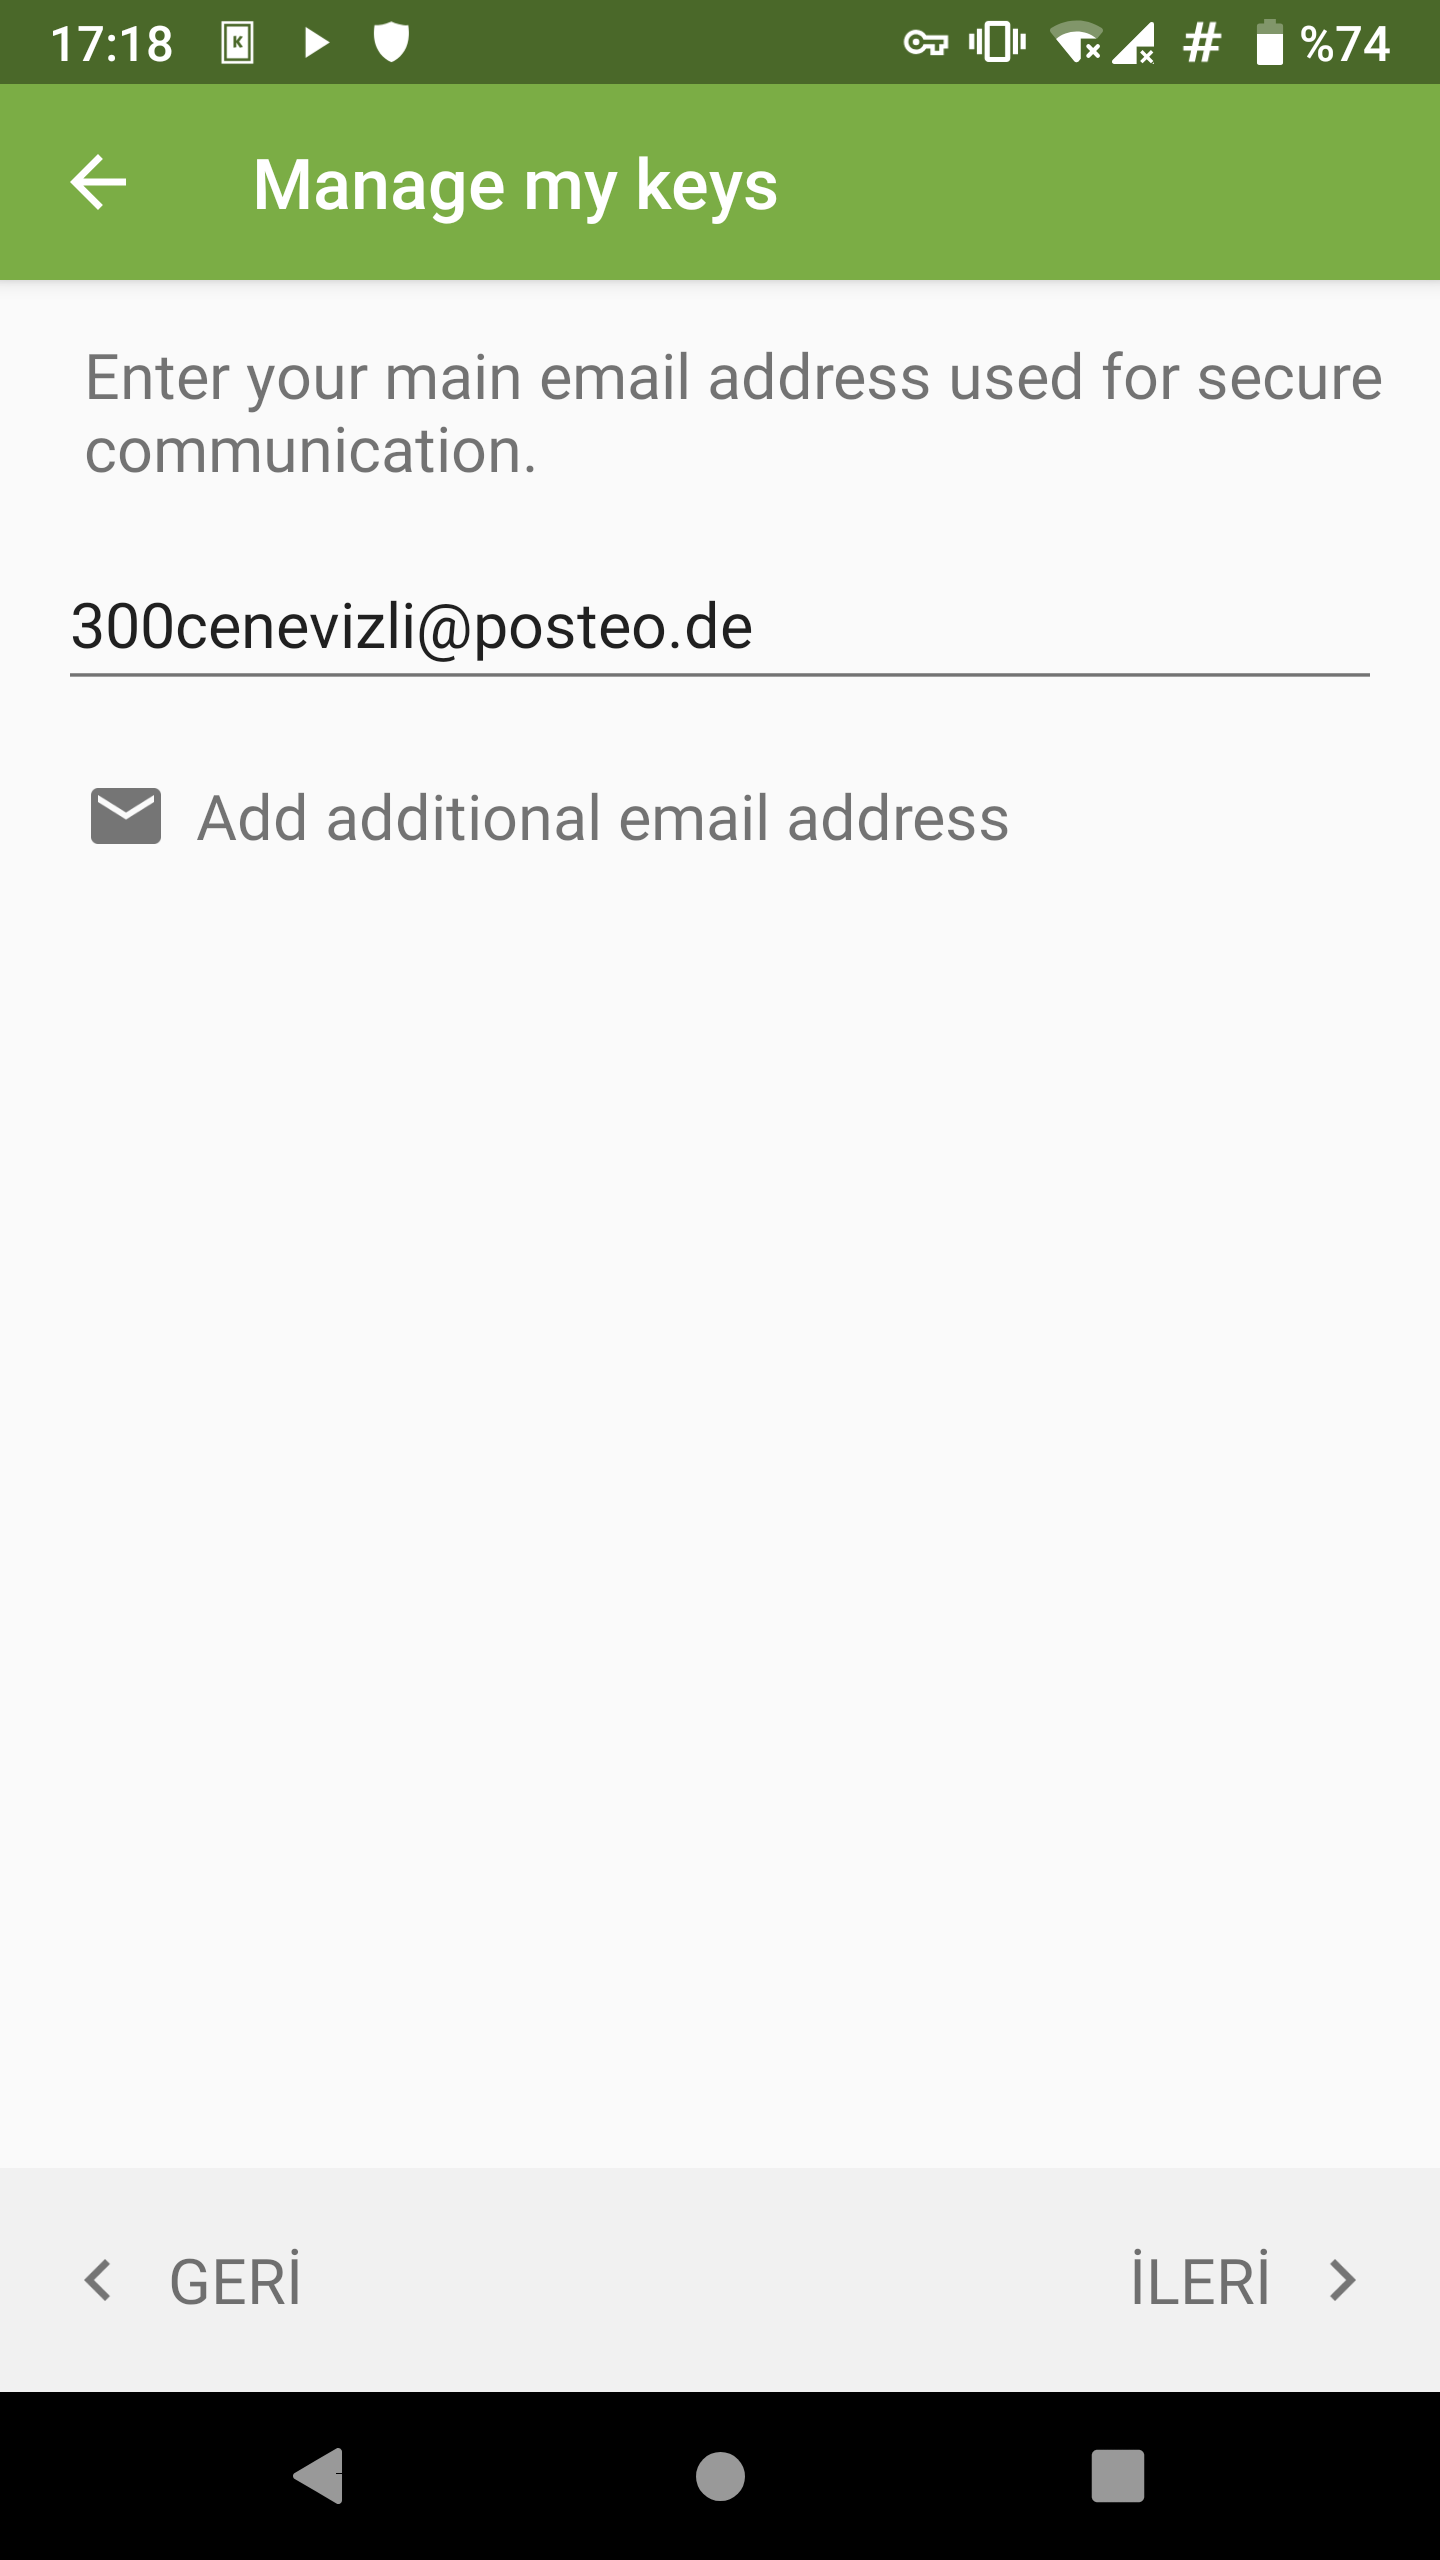 17:18
%74
Manage my keys
Enter your main email address used for secure
communication.
300cenevizli@posteo.de
Add additional email address
GERİ
İLERİ